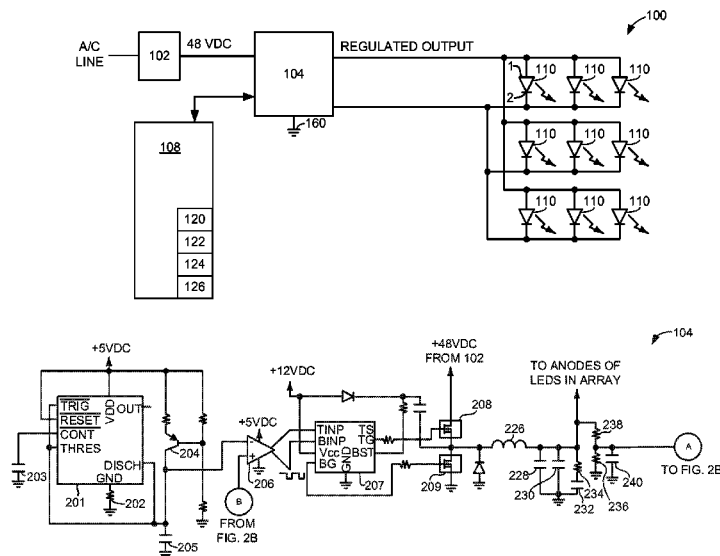 100
A/C LINE
102
48 VDC
104
REGULATED OUTPUT
160
1
2
110 110 110
110 110 110
110 110 110
108
120
122
124
126
104
+5VDC
TRIG
RESET
CONT
THRES
VDD
OUT
DISCH
GND
201
202
203
204
205
+5VDC
-
+
206
B
FROM
FIG. 2B
+12VDC
TINP
BINP
Vcc
BG
TS
TG
BST
GND
207
+48VDC
FROM 102
208
209
226
228
230
232
234
236
238
240
TO ANODES OF
LEDS IN ARRAY
A
TO FIG. 2B